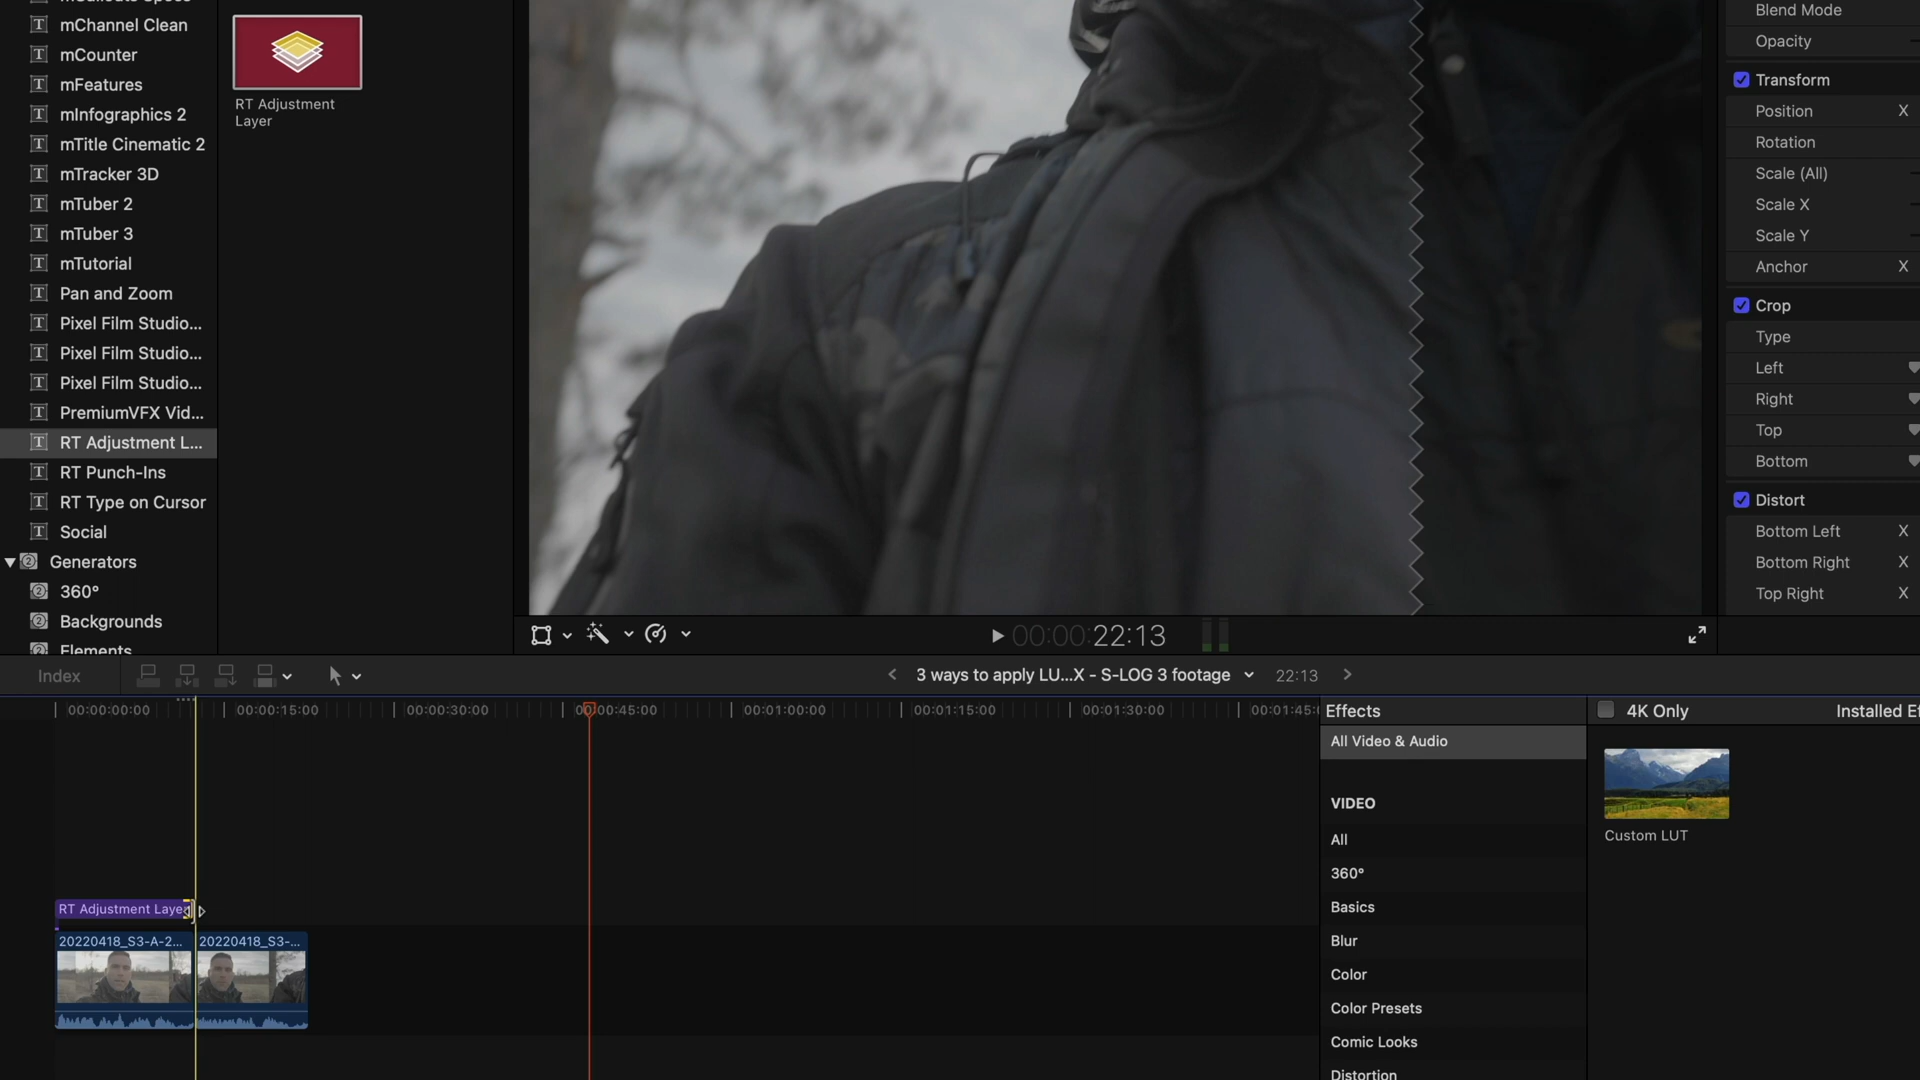 mChannel Clean
mCounter
mFeatures
mInfographics 2
mTitle Cinematic 2
mTracker 3D
mTuber 2
mTuber 3
mTutorial
Pan and Zoom
Pixel Film Studio...
Pixel Film Studio...
Pixel Film Studio...
PremiumVFX Vid...
RT Adjustment L...
RT Punch-Ins
RT Type on Cursor
Social
Generators
360°
Backgrounds
Elements
RT Adjustment
Layer
Blend Mode
Opacity
Transform
Position X
Rotation
Scale (All)
Scale X
Scale Y
Anchor X
Crop
Type
Left
Right
Top
Bottom
Distort
Bottom Left X
Bottom Right X
Top Right X
00:00:22:13
Index
3 ways to apply LU...X - S-LOG 3 footage
22:13
00:00:00:00
00:00:15:00
00:00:30:00
00:00:45:00
00:01:00:00
00:01:15:00
00:01:30:00
00:01:45:
RT Adjustment Layer
20220418_S3-A-2...
20220418_S3-...
Effects
4K Only
Installed
All Video & Audio
VIDEO
All
360°
Basics
Blur
Color
Color Presets
Comic Looks
Distortion
Custom LUT